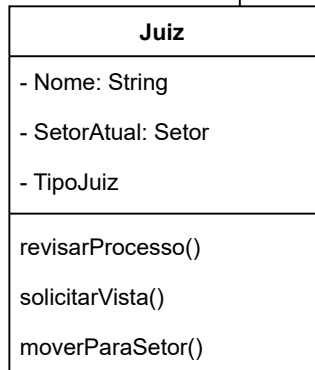 Juiz
- Nome: String
- SetorAtual: Setor
- TipoJuiz
revisarProcesso()
solicitarVista()
moverParaSetor()